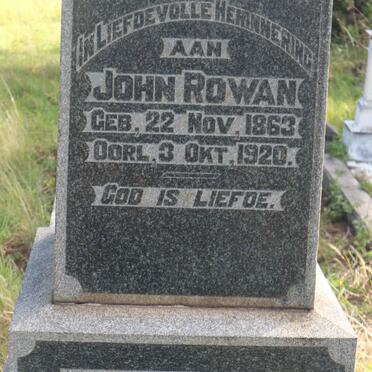 IN LIEFDEVOLLE HERINNERING
AAN
JOHN ROWAN
GEB, 22 NOV, 1863
OORL, 3 OKT, 1920.
GOD IS LIEFDE.